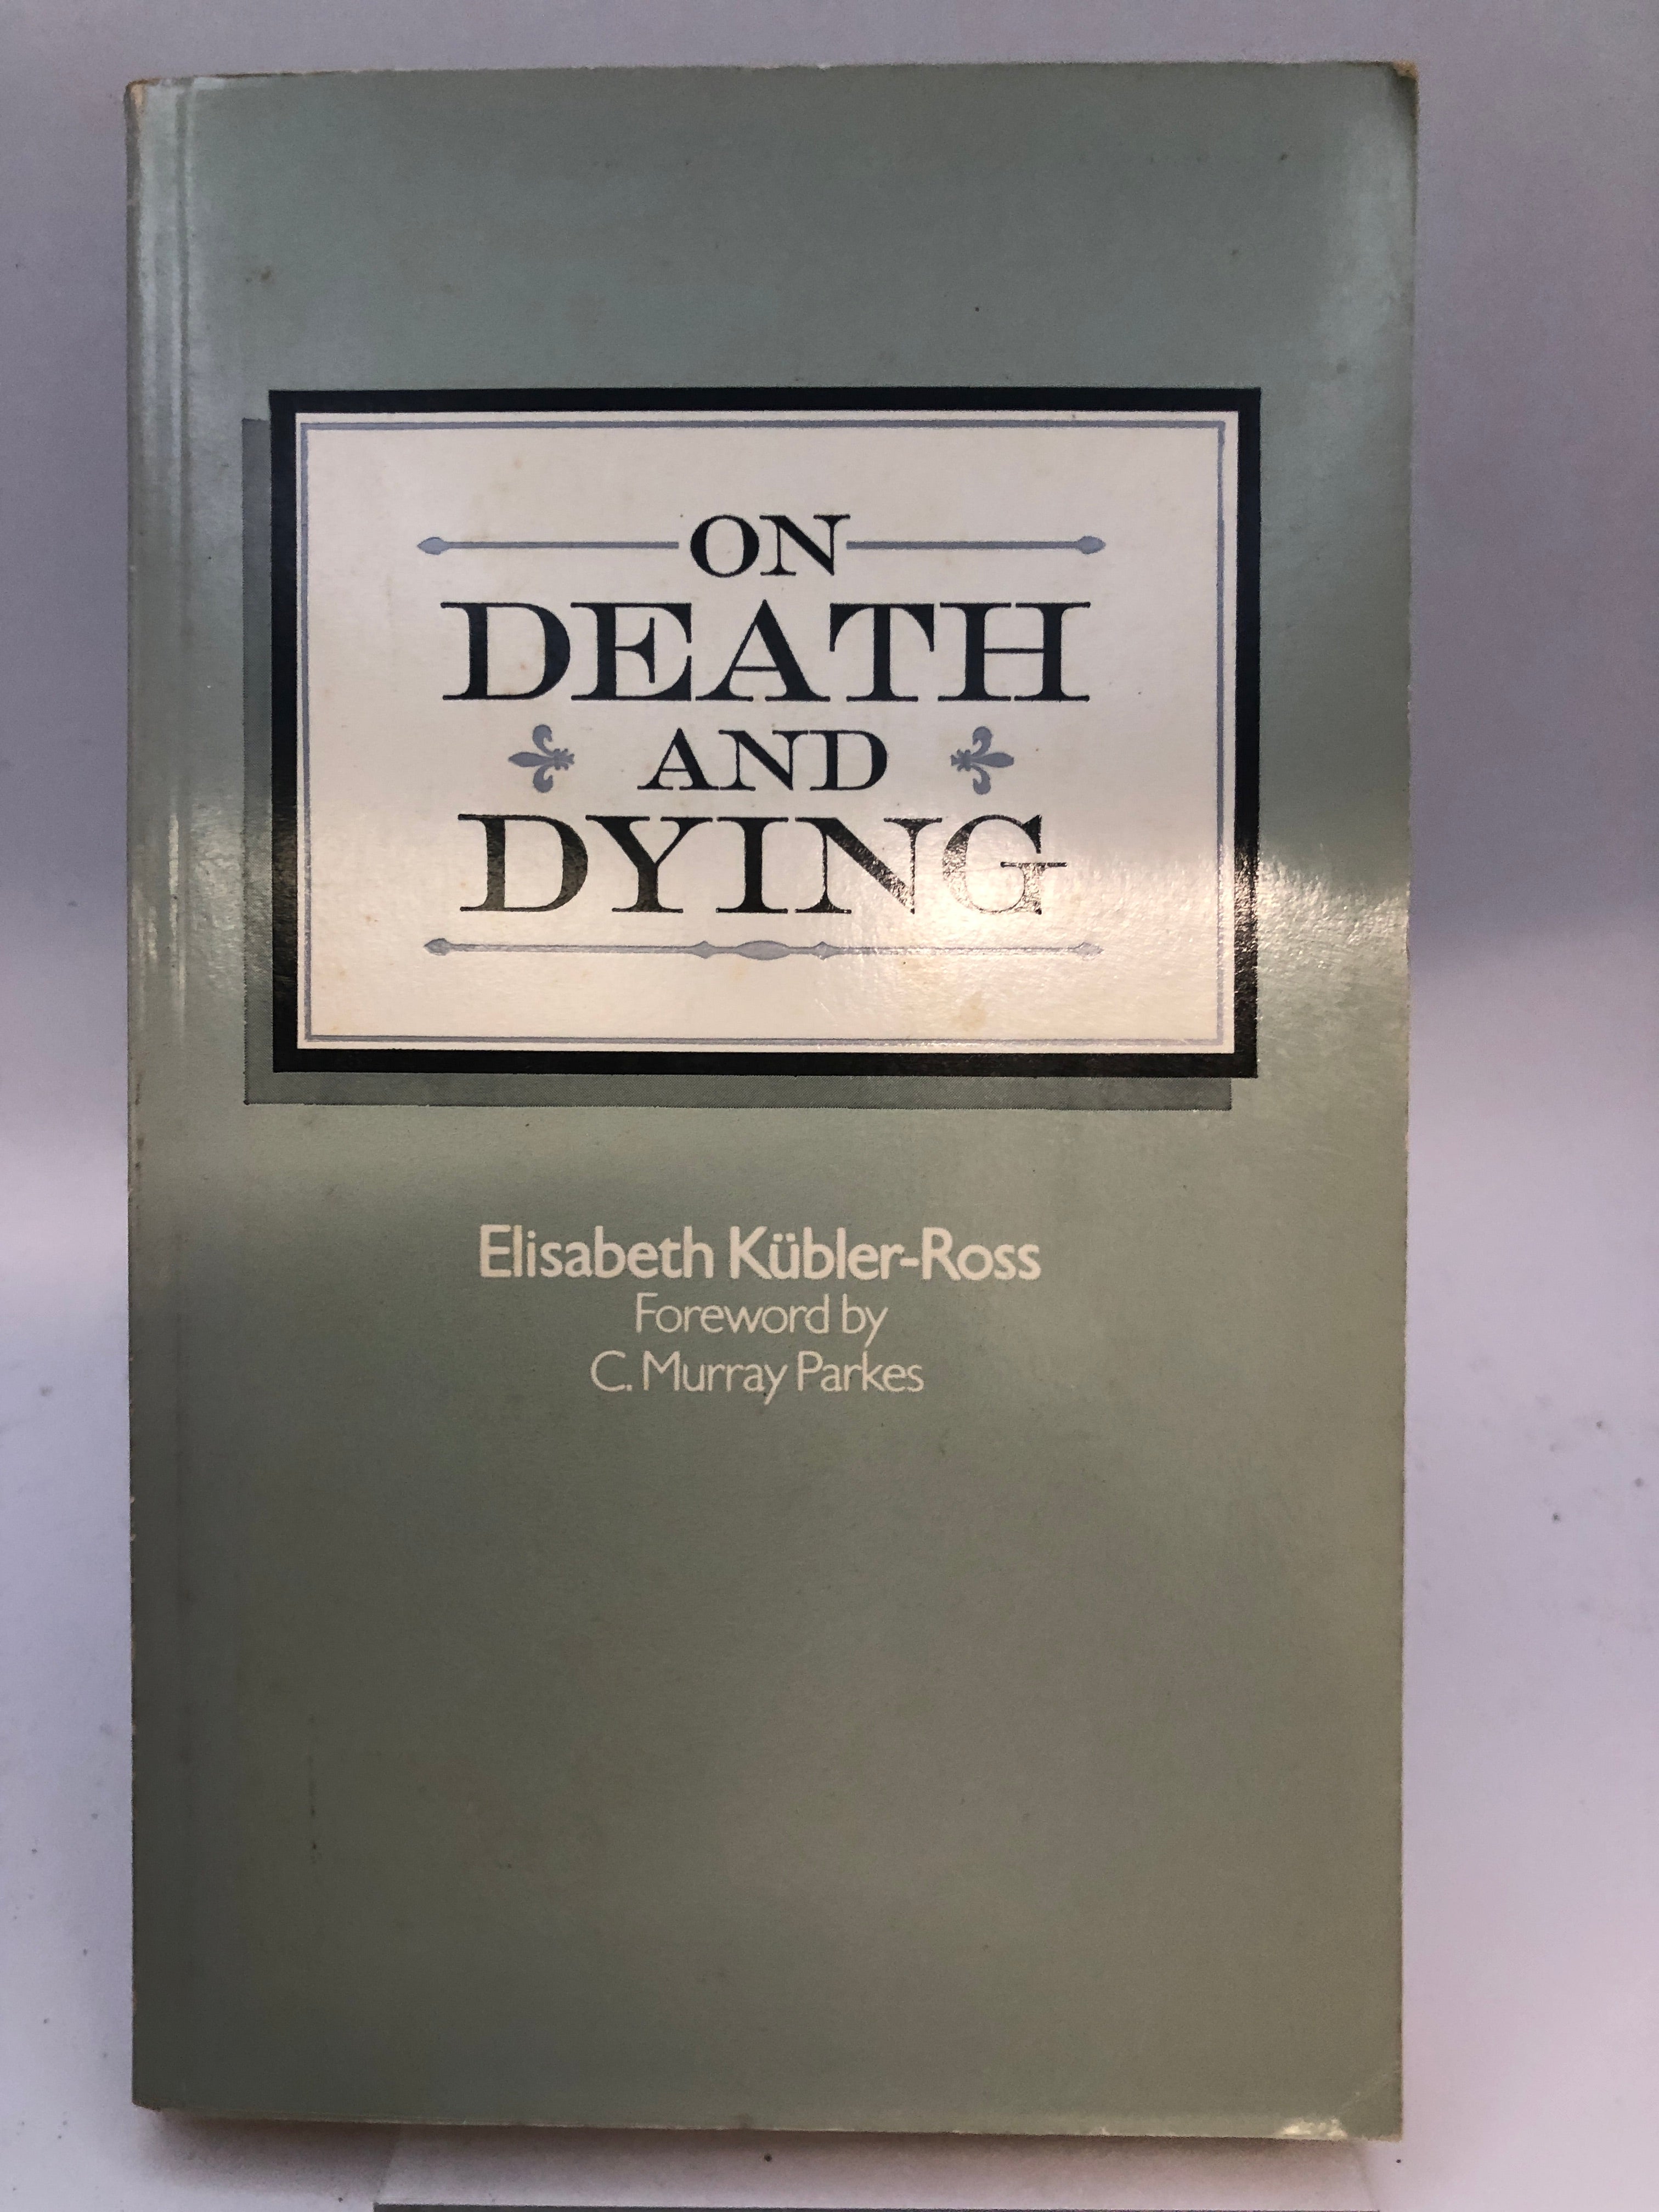 ON
DEATH
AND
DYING
Elisabeth Kübler-Ross
Foreword by
C. Murray Parkes